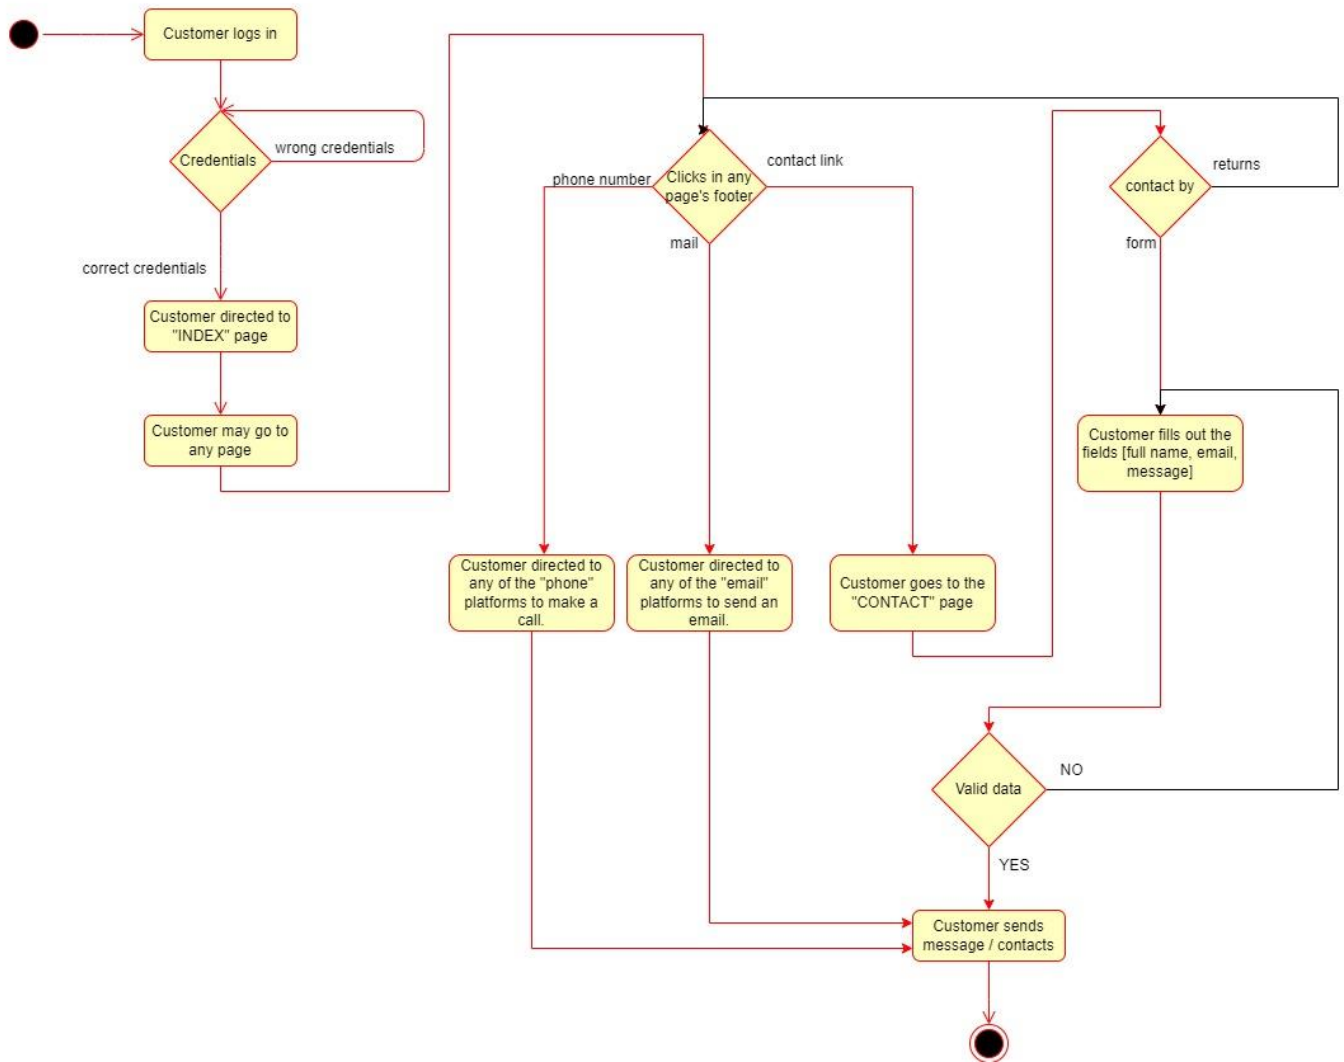 Customer logs in
Credentials
wrong credentials
correct credentials
Customer directed to
"INDEX" page
Customer may go to
any page
Clicks in any
page's footer
phone number
mail
contact link
contact by
returns
form
Customer fills out the
fields [full name, email,
message]
Customer directed to
any of the "phone"
platforms to make a
call.
Customer directed to
any of the "email"
platforms to send an
email.
Customer goes to the
"CONTACT" page
Valid data
NO
YES
Customer sends
message / contacts